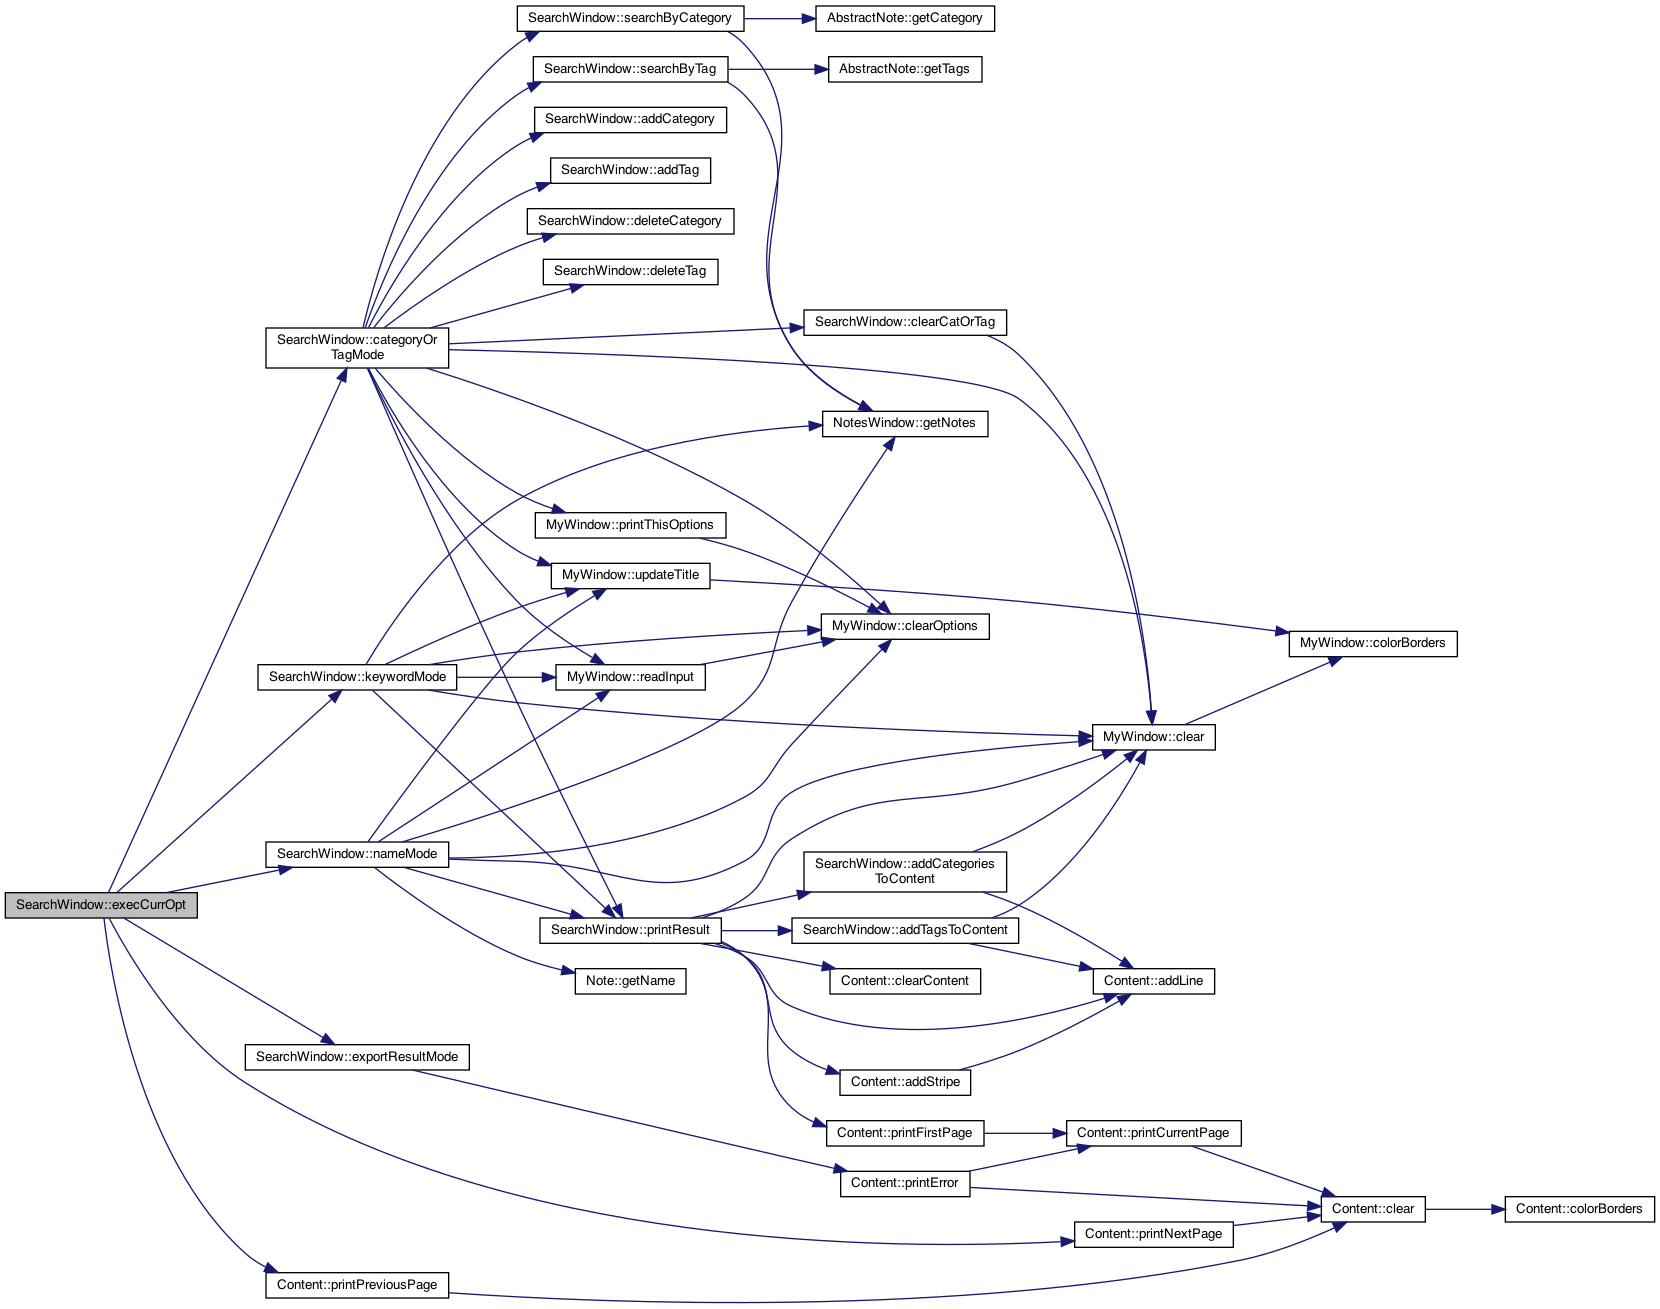 SearchWindow::searchByCategory
AbstractNote::getCategory
SearchWindow::searchByTag
AbstractNote::getTags
SearchWindow::addCategory
SearchWindow::addTag
SearchWindow::deleteCategory
SearchWindow::deleteTag
SearchWindow::clearCatOrTag
SearchWindow::categoryOr
TagMode
NotesWindow::getNotes
MyWindow::printThisOptions
MyWindow::updateTitle
MyWindow::clearOptions
MyWindow::colorBorders
SearchWindow::keywordMode
MyWindow::readInput
MyWindow::clear
SearchWindow::nameMode
SearchWindow::addCategories
ToContent
SearchWindow::execCurrOpt
SearchWindow::printResult
SearchWindow::addTagsToContent
Note::getName
Content::clearContent
Content::addLine
SearchWindow::exportResultMode
Content::addStripe
Content::printFirstPage
Content::printCurrentPage
Content::printError
Content::clear
Content::colorBorders
Content::printNextPage
Content::printPreviousPage